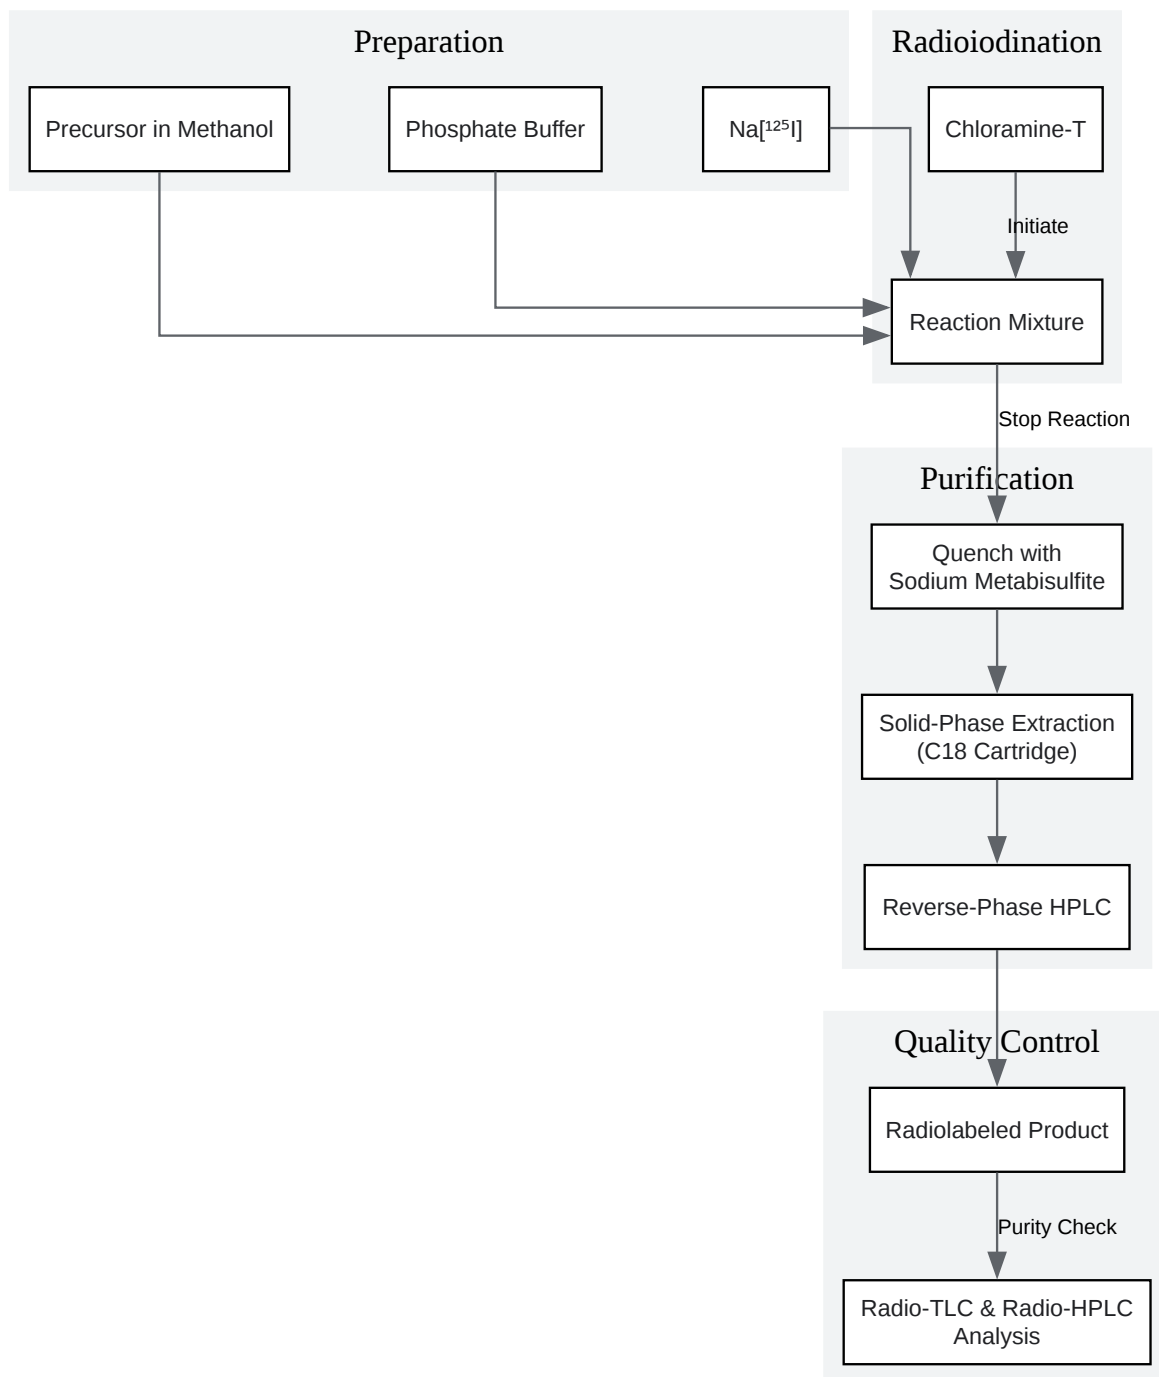 Preparation
Radioiodination
Precursor in Methanol
Phosphate Buffer
Na[¹²⁵I]
Chloramine-T
Initiate
Reaction Mixture
Stop Reaction
Purification
Quench with
Sodium Metabisulfite
Solid-Phase Extraction
(C18 Cartridge)
Reverse-Phase HPLC
Quality Control
Radiolabeled Product
Purity Check
Radio-TLC & Radio-HPLC
Analysis